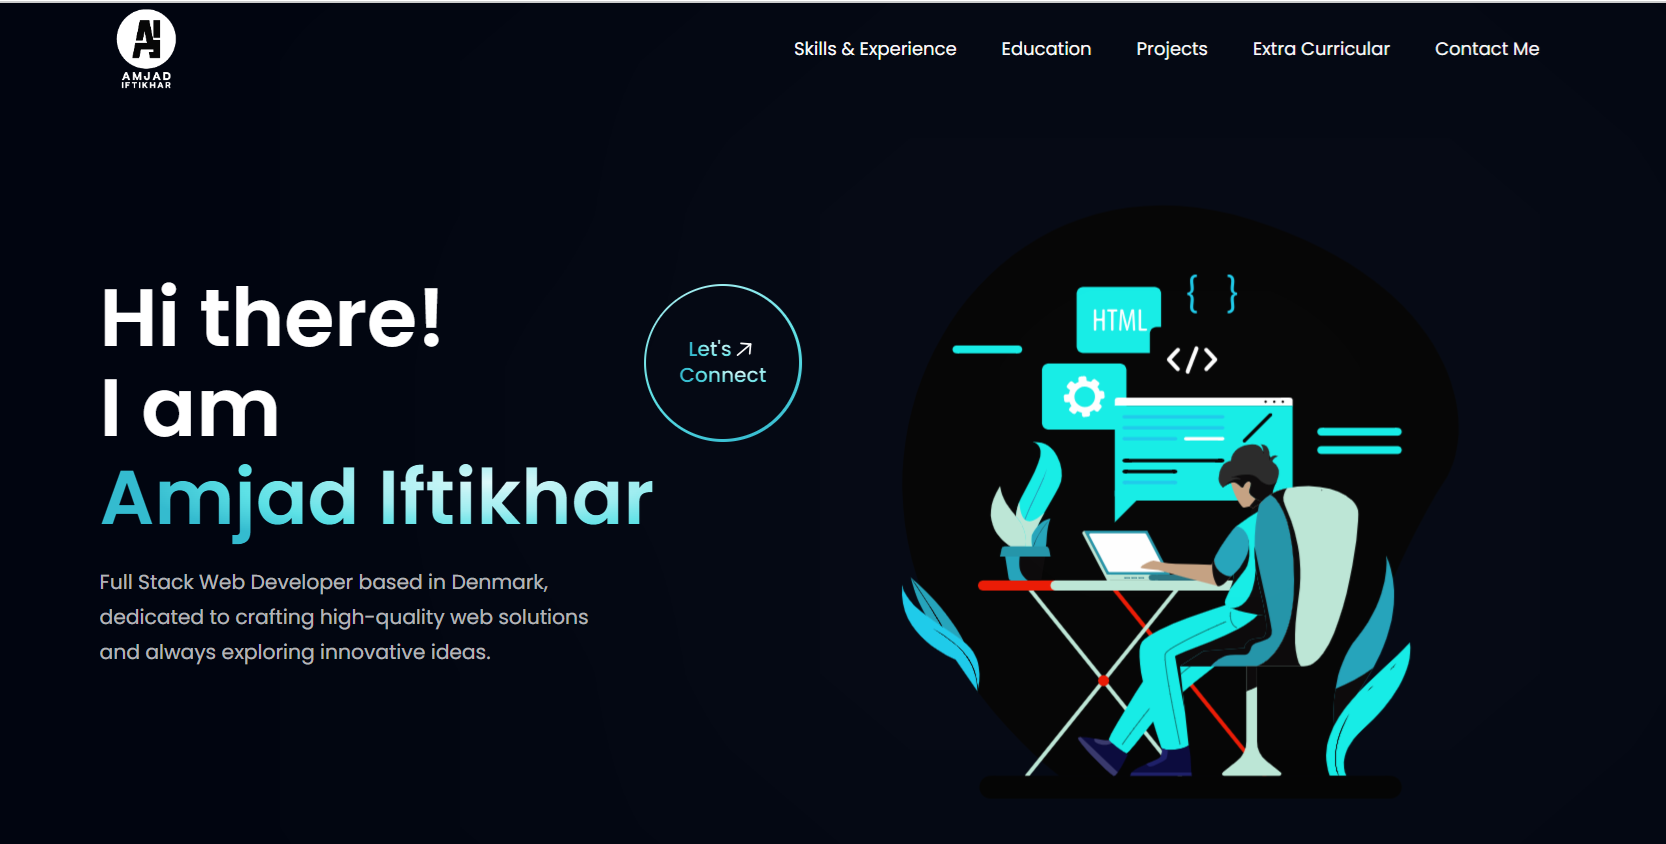 AI
AMJAD
IFTIKHAR
Skills & Experience
Education
Projects
Extra Curricular
Contact Me
Hi there!
I am
Amjad Iftikhar
Let's ↗
Connect
Full Stack Web Developer based in Denmark,
dedicated to crafting high-quality web solutions
and always exploring innovative ideas.
{ }
HTML
</>